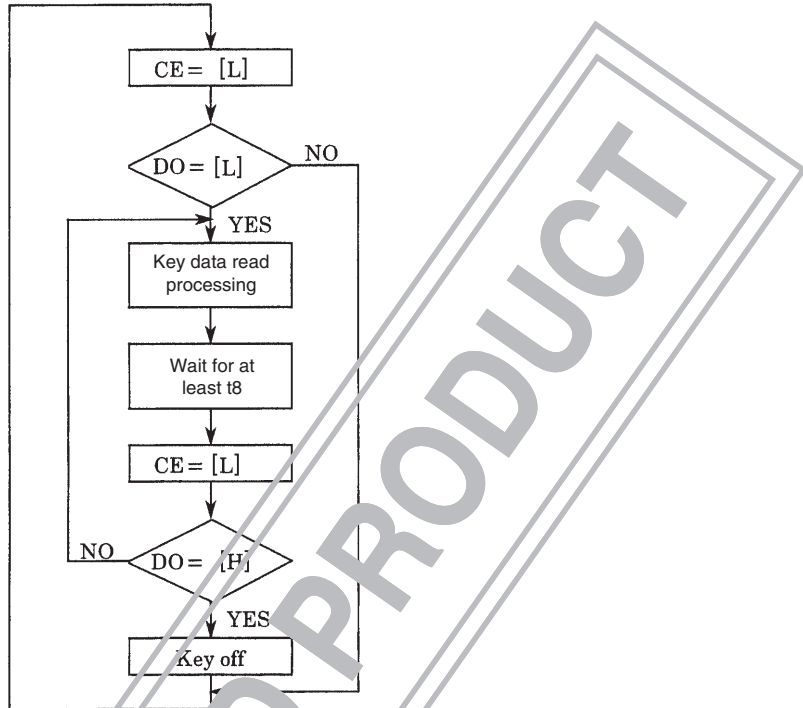 CE = [L]
DO = [L]
NO
YES
Key data read
processing
Wait for at
least t8
CE = [L]
NO
DO = [H]
YES
Key off
PRODUCT